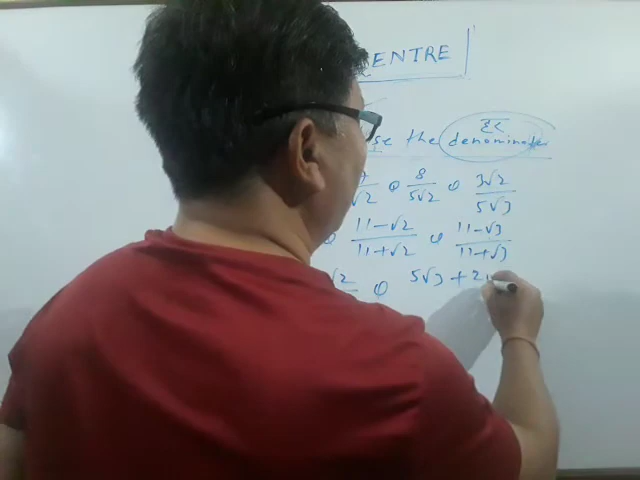 ENTRE
se the denominator
हर
√2 8/5√2 3√2/5√3
11-√2/11+√2 11-√3/11+√3
√2 5√3+2